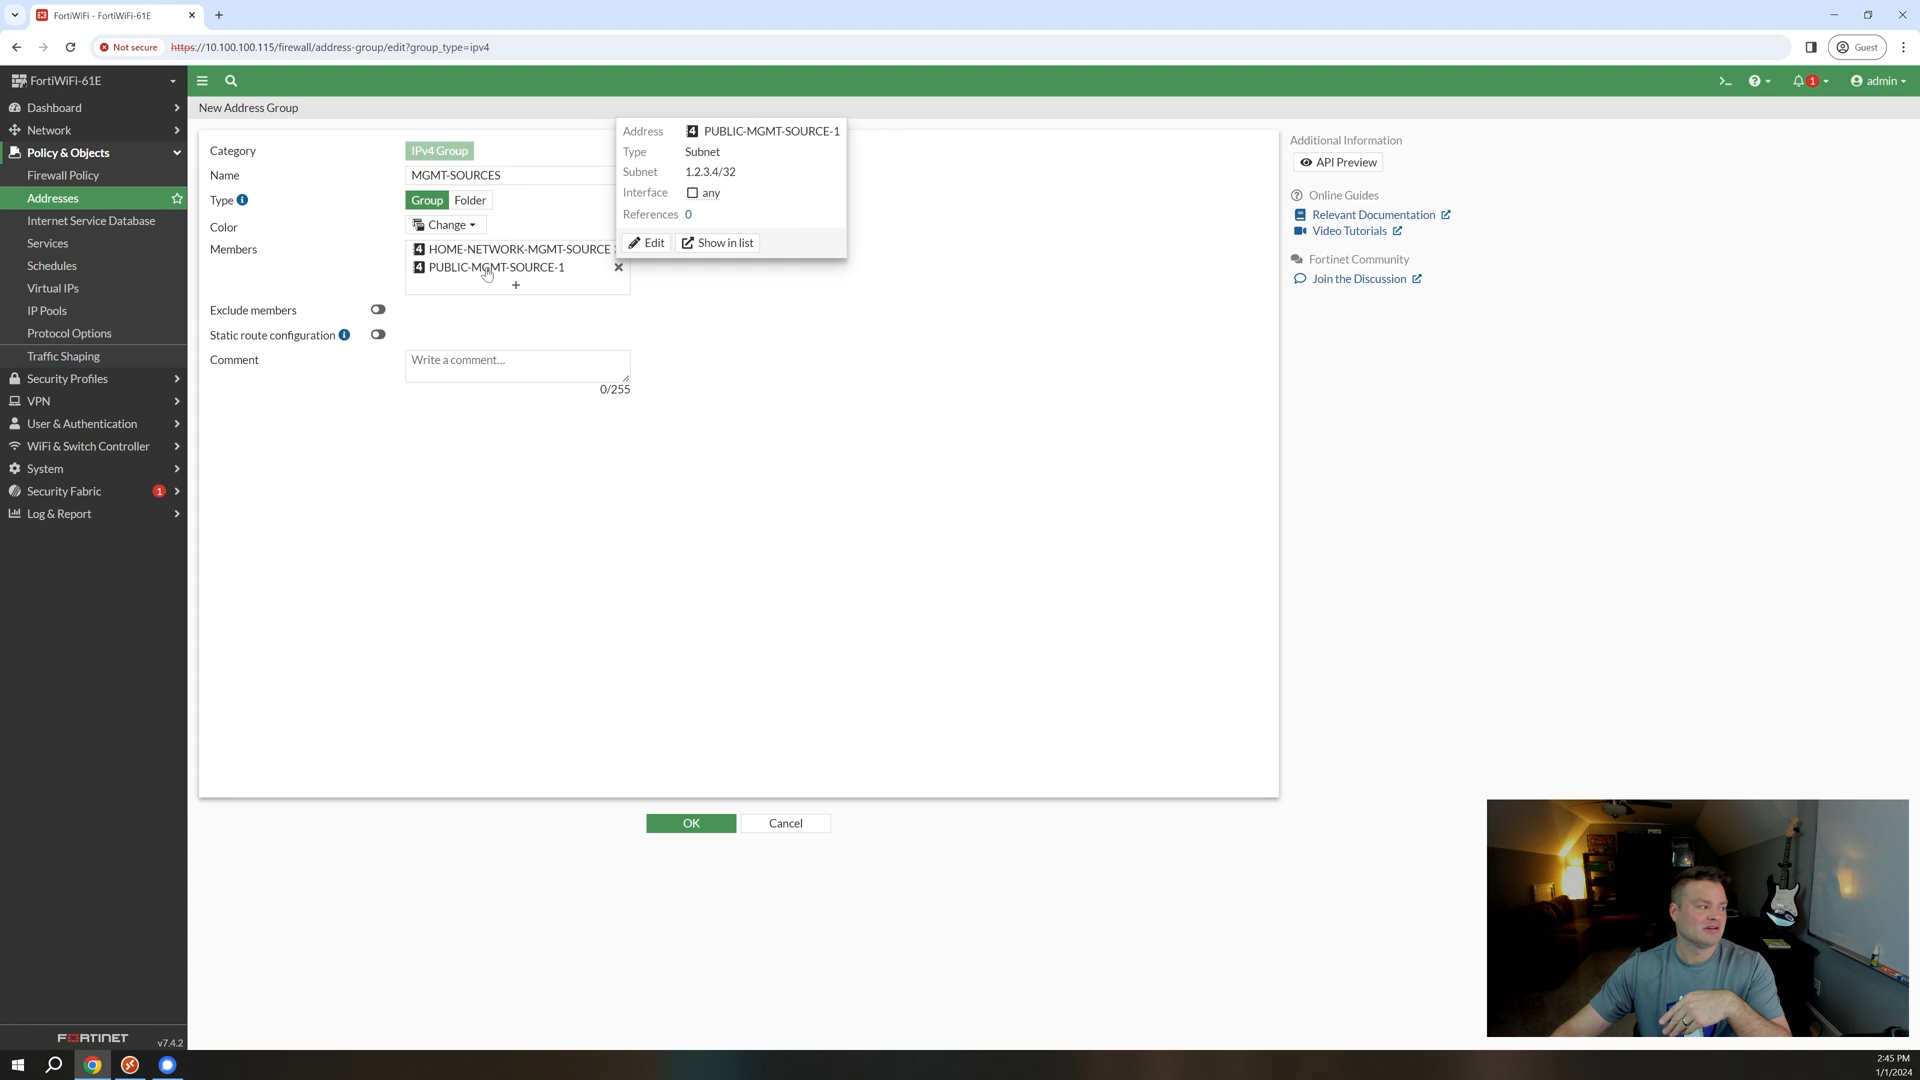 FortiWiFi - FortiWiFi-61E
Not secure
https://10.100.100.115/firewall/address-group/edit?group_type=ipv4
Guest
FortiWiFi-61E
>_
1
admin
Dashboard
Network
Policy & Objects
Firewall Policy
Addresses
Internet Service Database
Services
Schedules
Virtual IPs
IP Pools
Protocol Options
Traffic Shaping
Security Profiles
VPN
User & Authentication
WiFi & Switch Controller
System
Security Fabric 1
Log & Report
FORTINET
v7.4.2
New Address Group
Category IPv4 Group
Name MGMT-SOURCES
Type Group Folder
Color Change
Members 4 HOME-NETWORK-MGMT-SOURCE
4 PUBLIC-MGMT-SOURCE-1
+
Exclude members
Static route configuration
Comment Write a comment...
0/255
Address 4 PUBLIC-MGMT-SOURCE-1
Type Subnet
Subnet 1.2.3.4/32
Interface any
References 0
Edit Show in list
OK Cancel
Additional Information
API Preview
Online Guides
Relevant Documentation
Video Tutorials
Fortinet Community
Join the Discussion
2:45 PM
1/1/2024